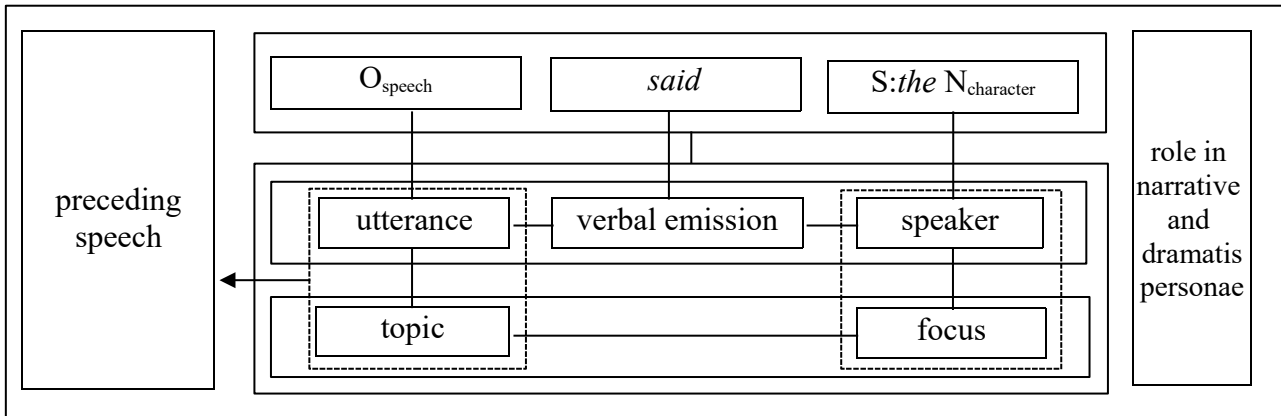 O_speech
said
S:the N_character
preceding
speech
utterance
verbal emission
speaker
topic
focus
role in
narrative
and
dramatis
personae